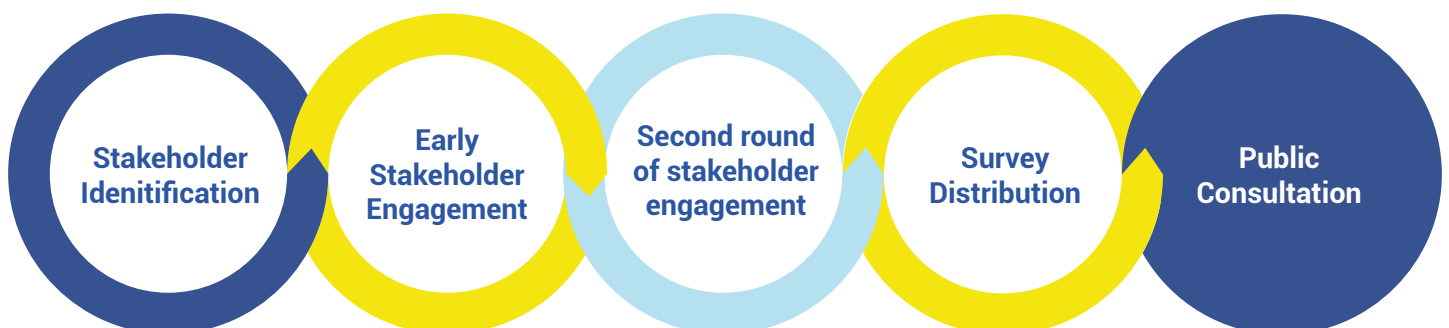 Stakeholder
Idenitification
Early
Stakeholder
Engagement
Second round
of stakeholder
engagement
Survey
Distribution
Public
Consultation